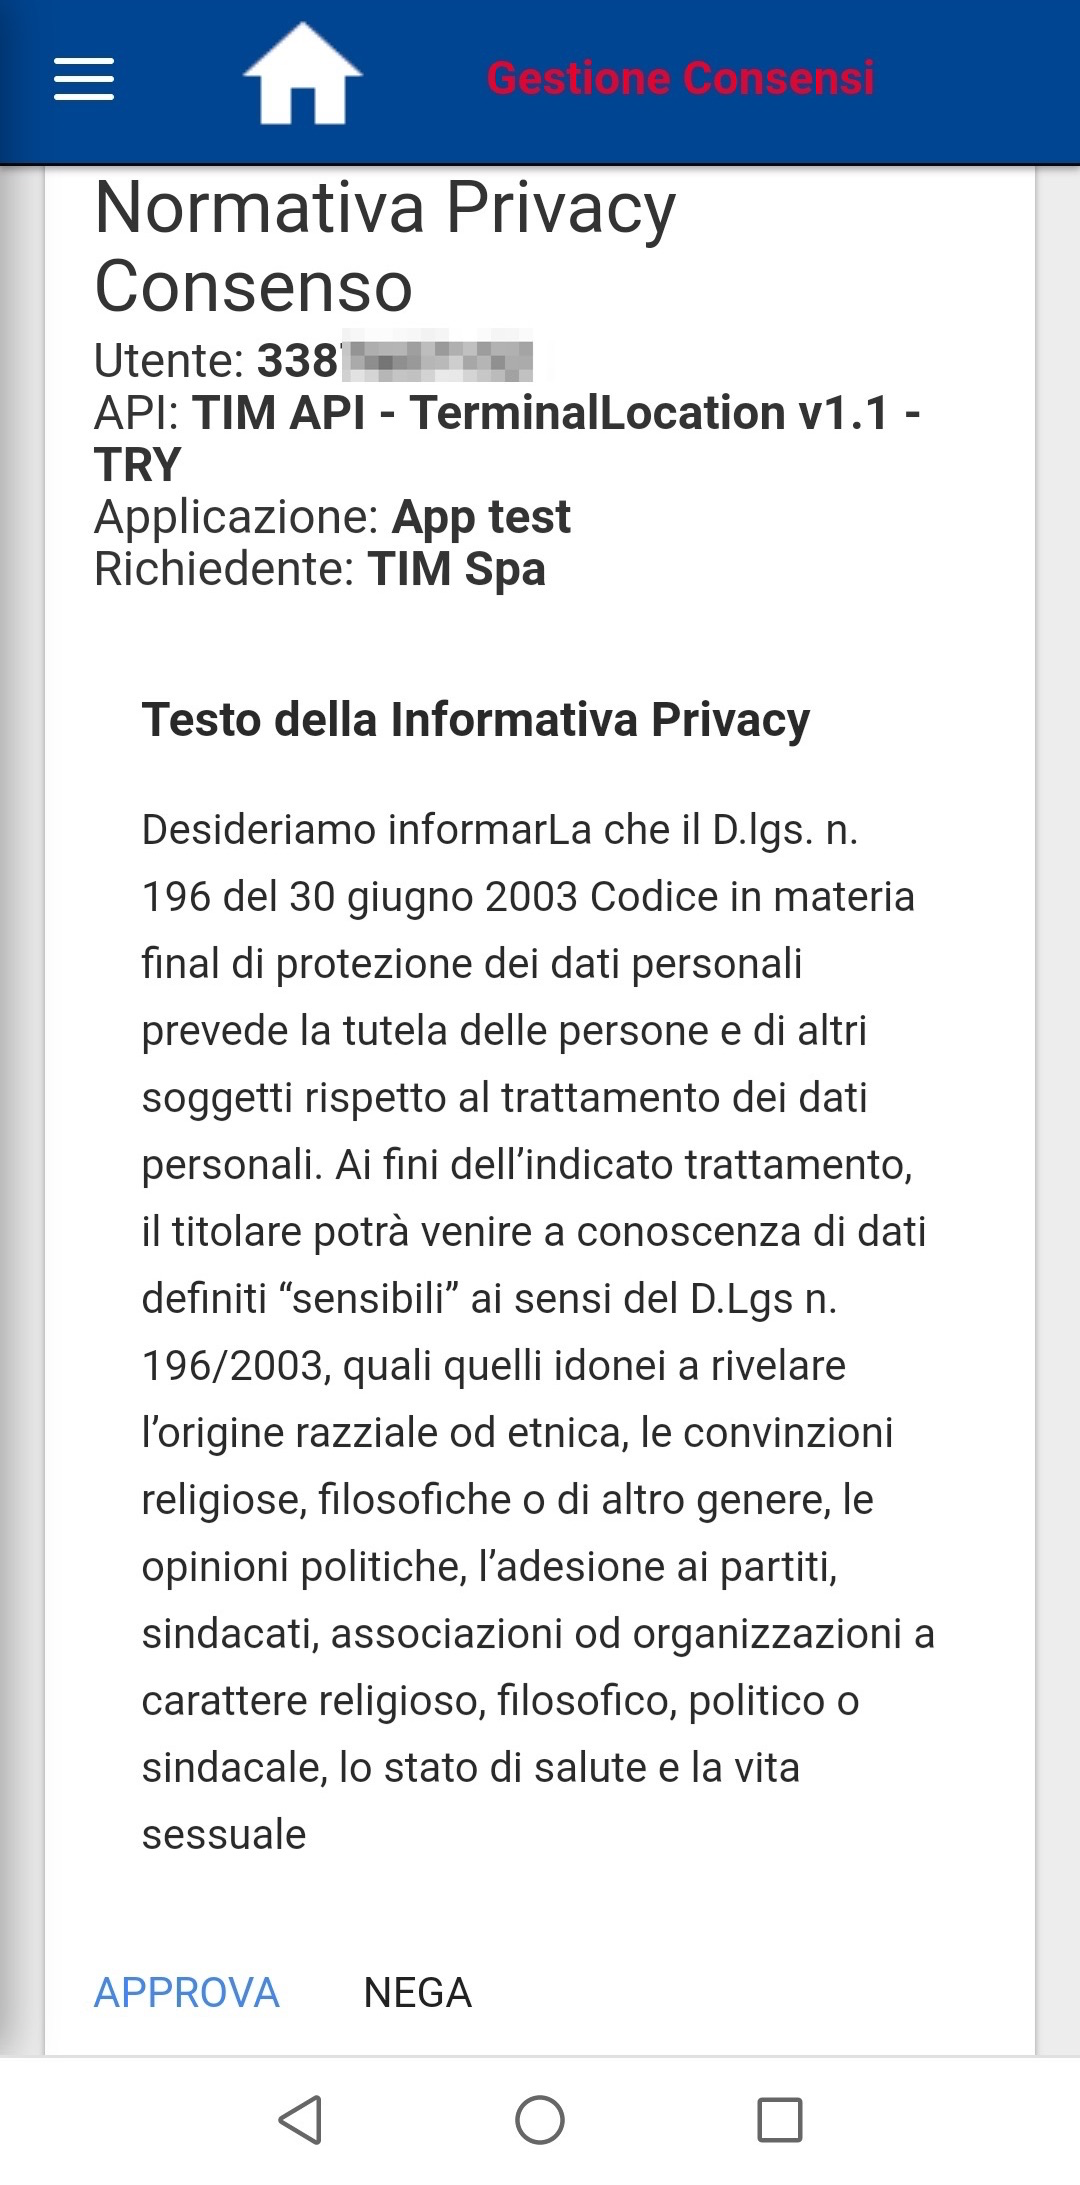 Gestione Consensi
Normativa Privacy
Consenso
Utente: 338
API: TIM API - TerminalLocation v1.1 -
TRY
Applicazione: App test
Richiedente: TIM Spa
Testo della Informativa Privacy
Desideriamo informarLa che il D.lgs. n.
196 del 30 giugno 2003 Codice in materia
final di protezione dei dati personali
prevede la tutela delle persone e di altri
soggetti rispetto al trattamento dei dati
personali. Ai fini dell’indicato trattamento,
il titolare potrà venire a conoscenza di dati
definiti “sensibili” ai sensi del D.Lgs n.
196/2003, quali quelli idonei a rivelare
l’origine razziale od etnica, le convinzioni
religiose, filosofiche o di altro genere, le
opinioni politiche, l’adesione ai partiti,
sindacati, associazioni od organizzazioni a
carattere religioso, filosofico, politico o
sindacale, lo stato di salute e la vita
sessuale
APPROVA NEGA